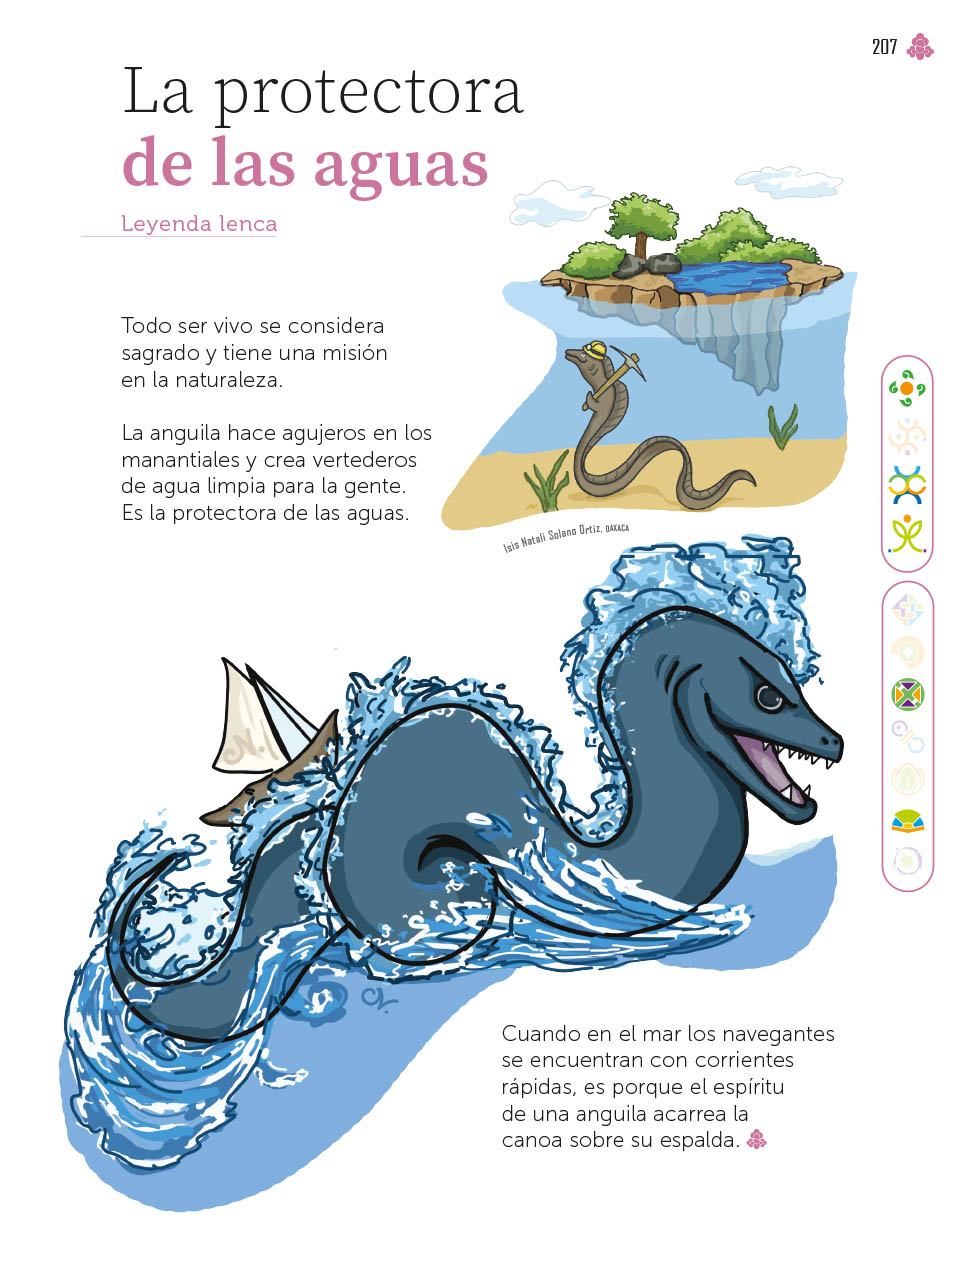 207
La protectora
de las aguas
Leyenda lenca
Todo ser vivo se considera
sagrado y tiene una misión
en la naturaleza.
La anguila hace agujeros en los
manantiales y crea vertederos
de agua limpia para la gente.
Es la protectora de las aguas.
Isis Natali Solano Ortiz, OAXACA
N.
Cuando en el mar los navegantes
se encuentran con corrientes
rápidas, es porque el espíritu
de una anguila acarrea la
canoa sobre su espalda.